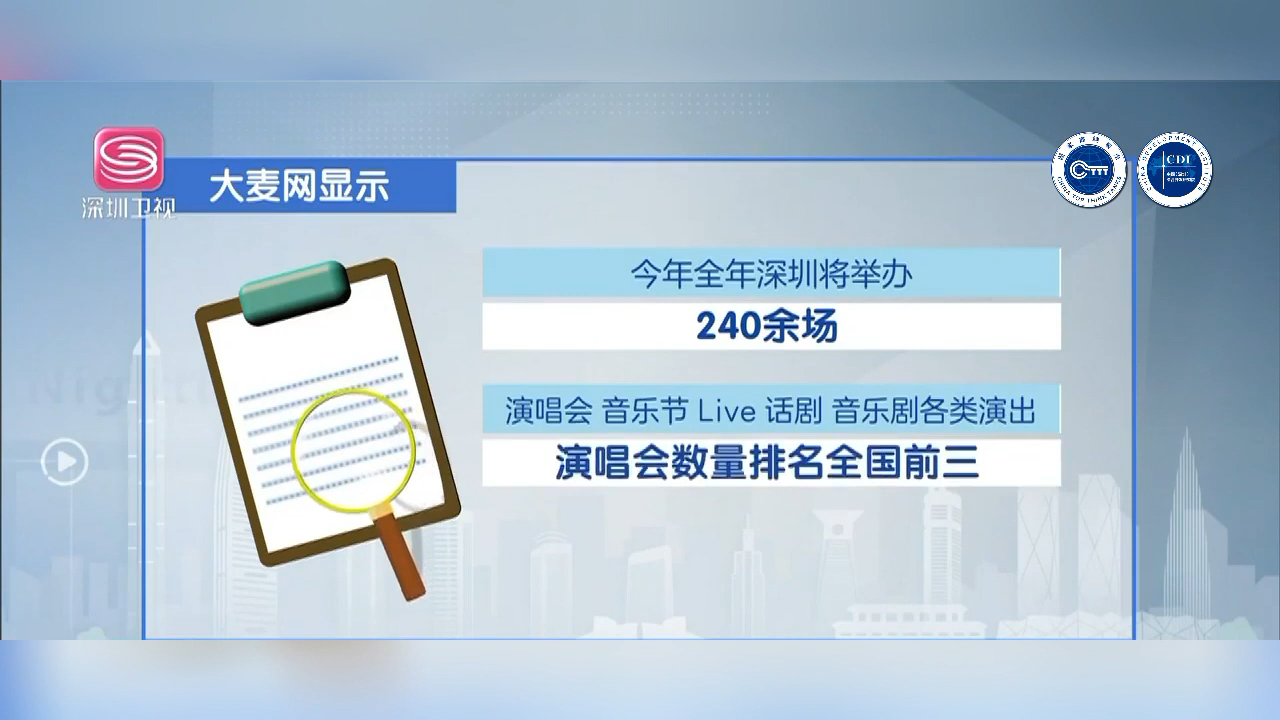 大麦网显示
深圳卫视
CDI
今年全年深圳将举办
240余场
演唱会 音乐节 Live 话剧 音乐剧各类演出
演唱会数量排名全国前三